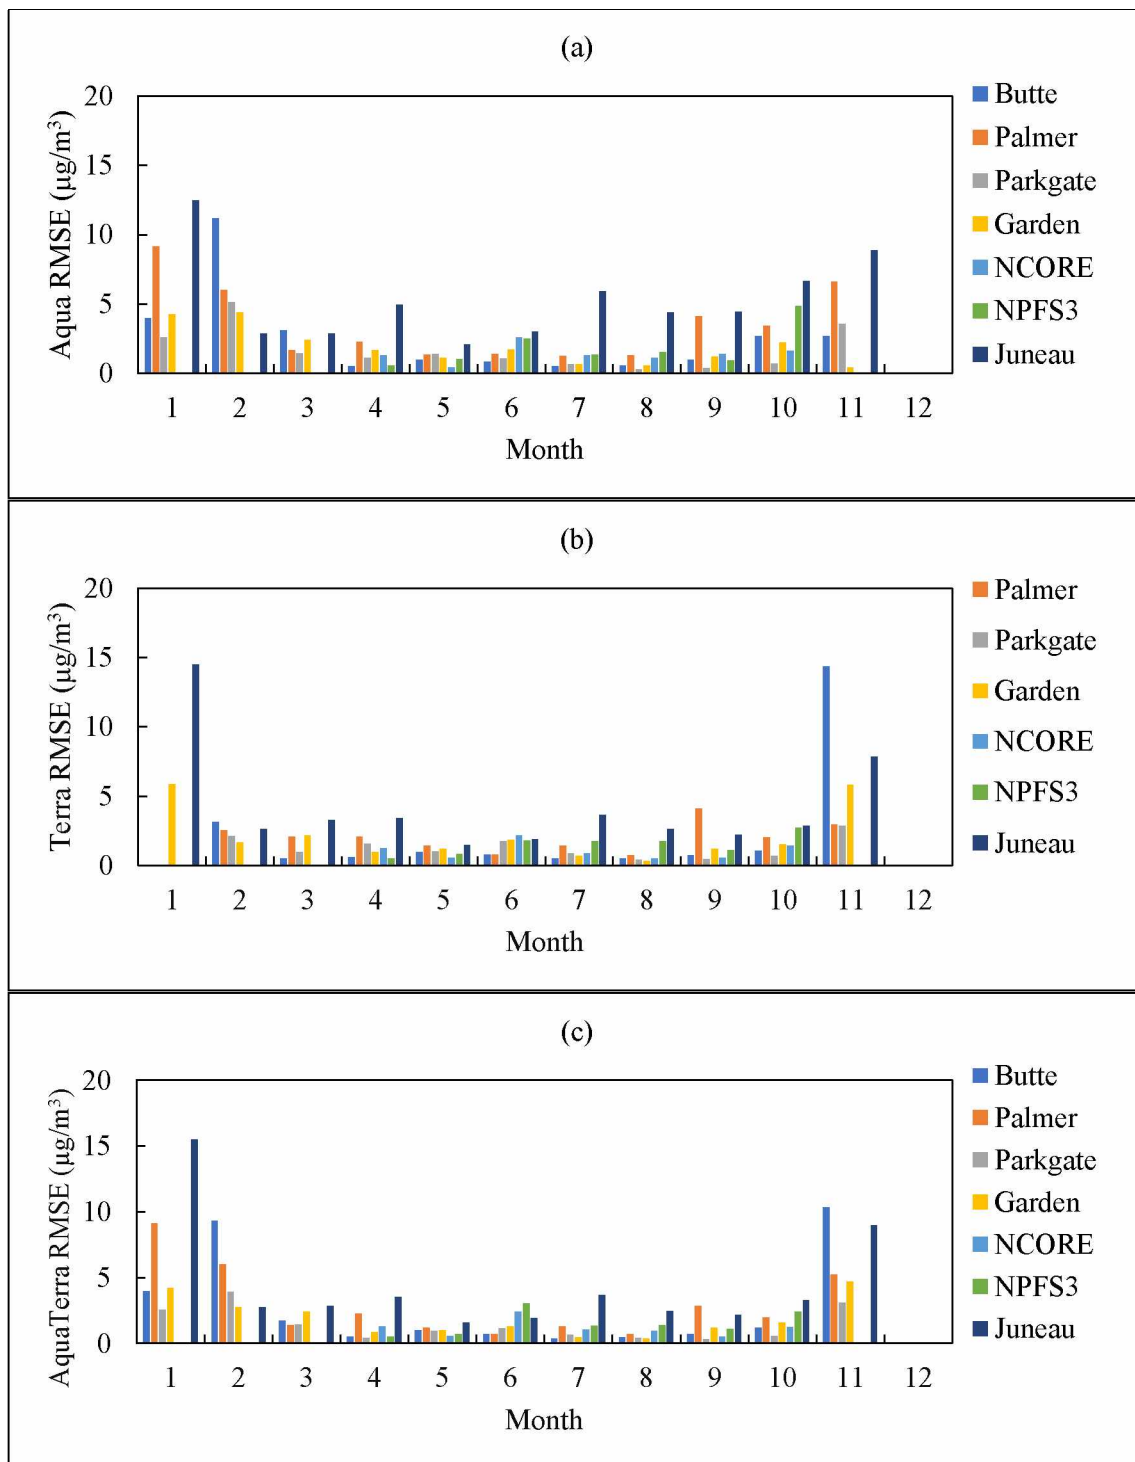 (a)
Aqua RMSE (µg/m³)
20
15
10
5
0
1 2 3 4 5 6 7 8 9 10 11 12
Month
Butte
Palmer
Parkgate
Garden
NCORE
NPFS3
Juneau
(b)
Terra RMSE (µg/m³)
20
15
10
5
0
1 2 3 4 5 6 7 8 9 10 11 12
Month
Palmer
Parkgate
Garden
NCORE
NPFS3
Juneau
(c)
AquaTerra RMSE (µg/m³)
20
15
10
5
0
1 2 3 4 5 6 7 8 9 10 11 12
Month
Butte
Palmer
Parkgate
Garden
NCORE
NPFS3
Juneau